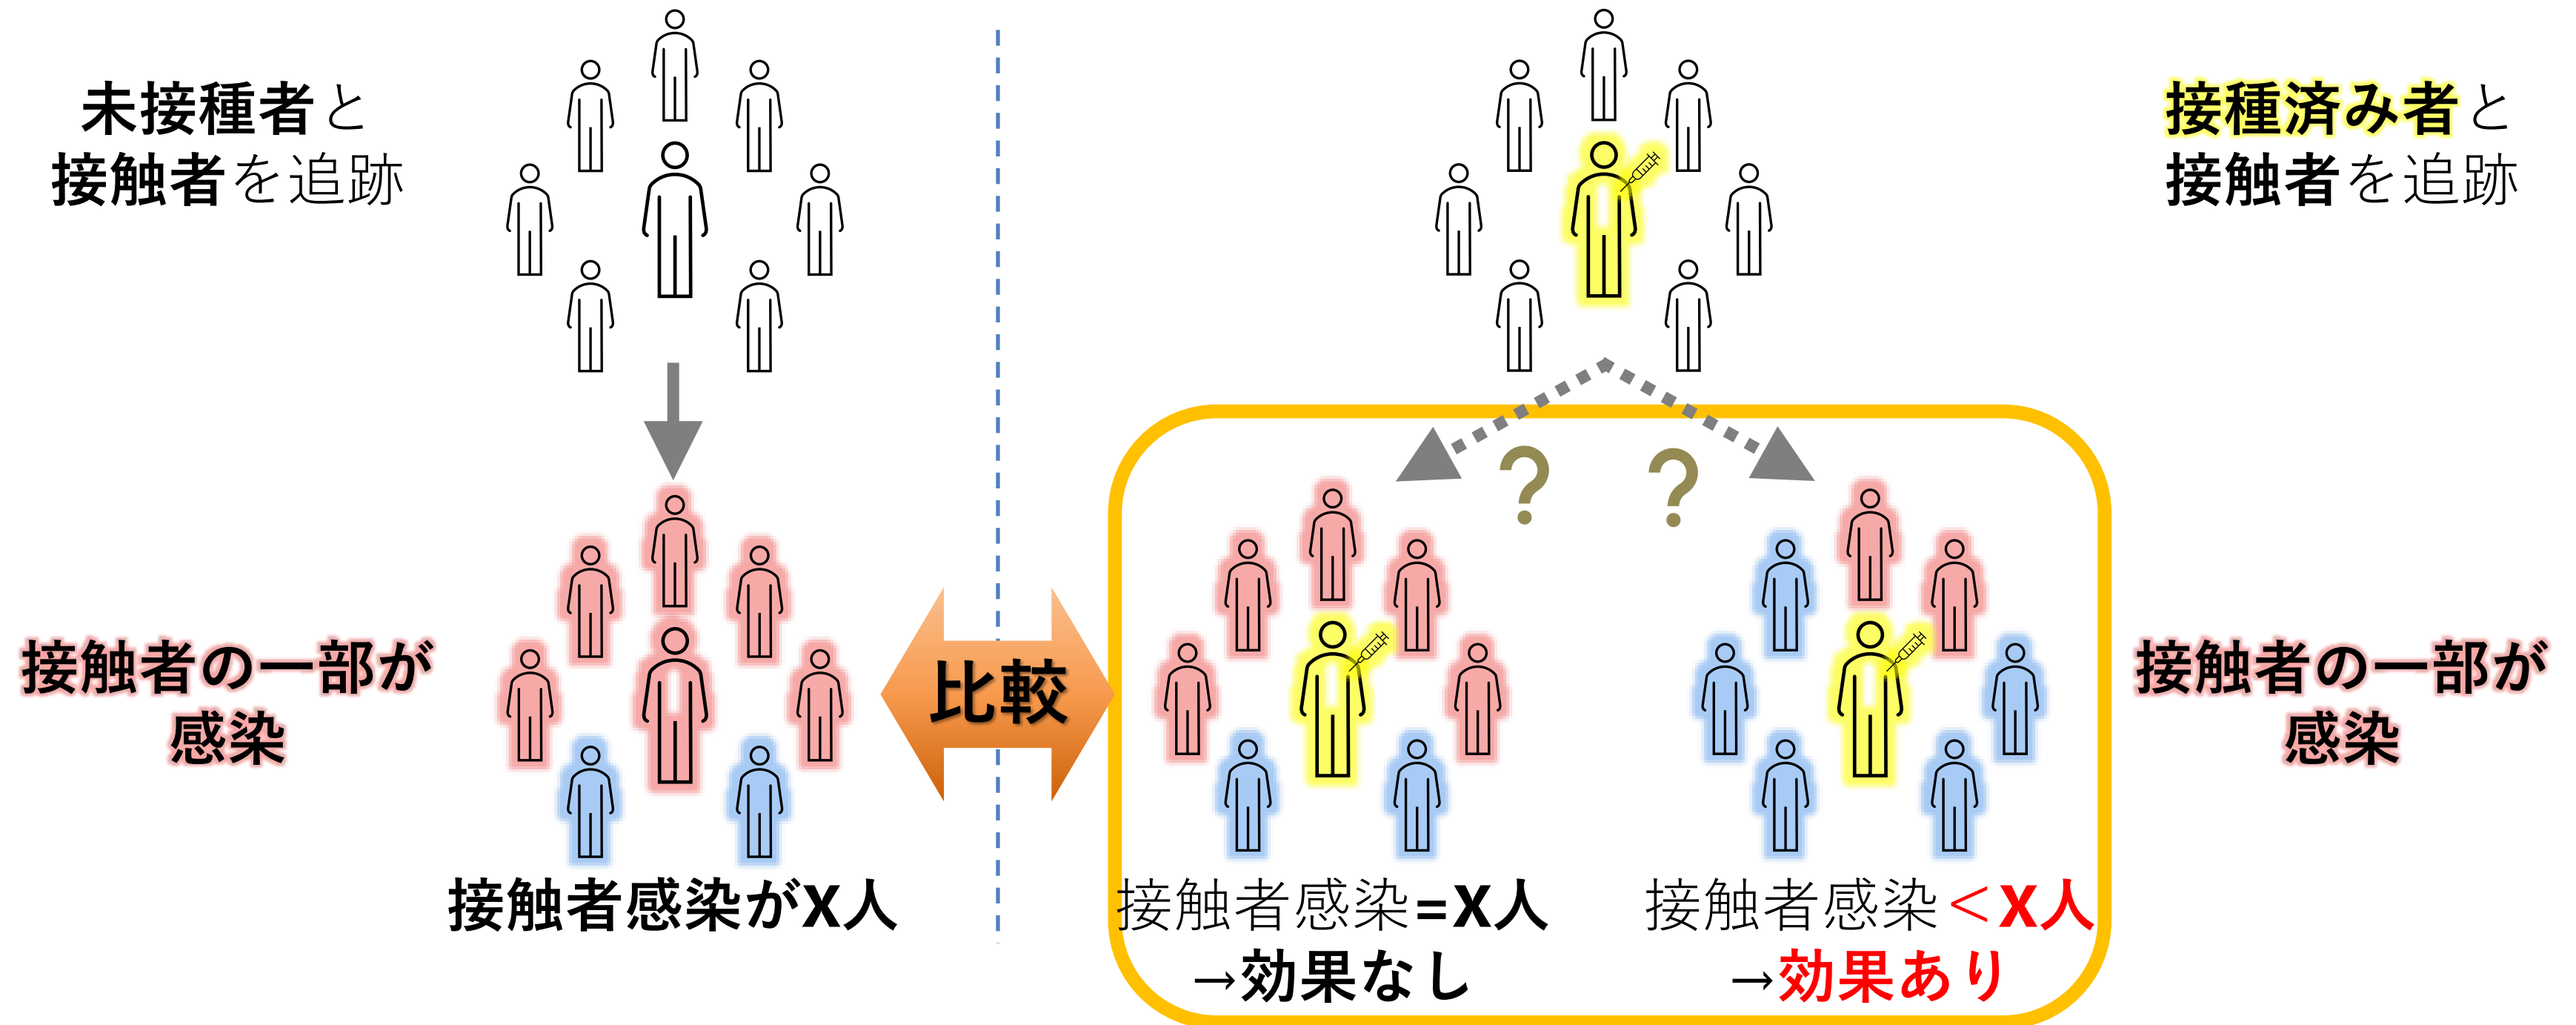 未接種者と
接触者を追跡
接種済み者と
接触者を追跡
? ?
接触者の一部が
感染
比較
接触者の一部が
感染
接触者感染がX人
接触者感染=X人
→効果なし
接触者感染<X人
→効果あり